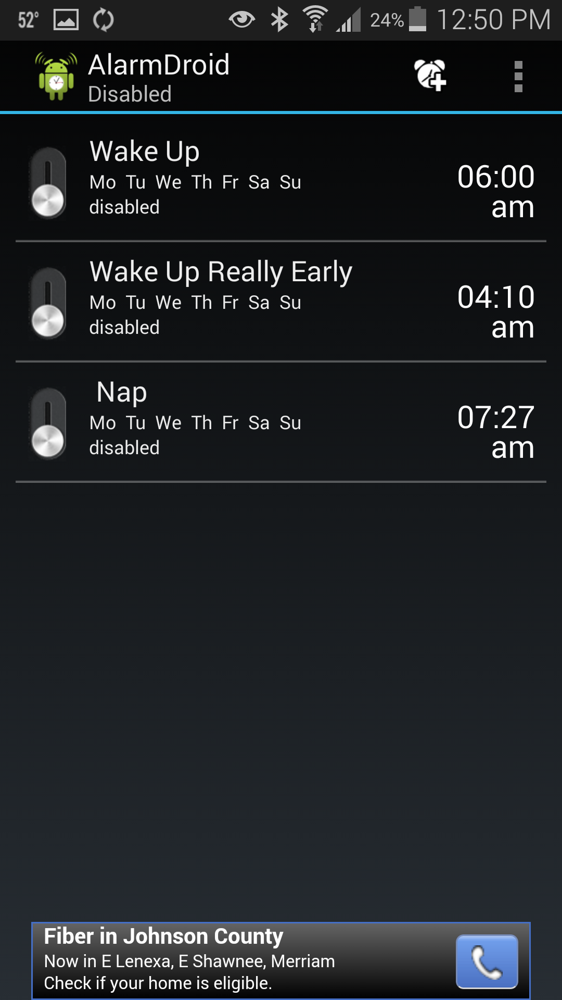 52° 24% 12:50 PM
AlarmDroid
Disabled
Wake Up
Mo Tu We Th Fr Sa Su
disabled
06:00
am
Wake Up Really Early
Mo Tu We Th Fr Sa Su
disabled
04:10
am
Nap
Mo Tu We Th Fr Sa Su
disabled
07:27
am
Fiber in Johnson County
Now in E Lenexa, E Shawnee, Merriam
Check if your home is eligible.